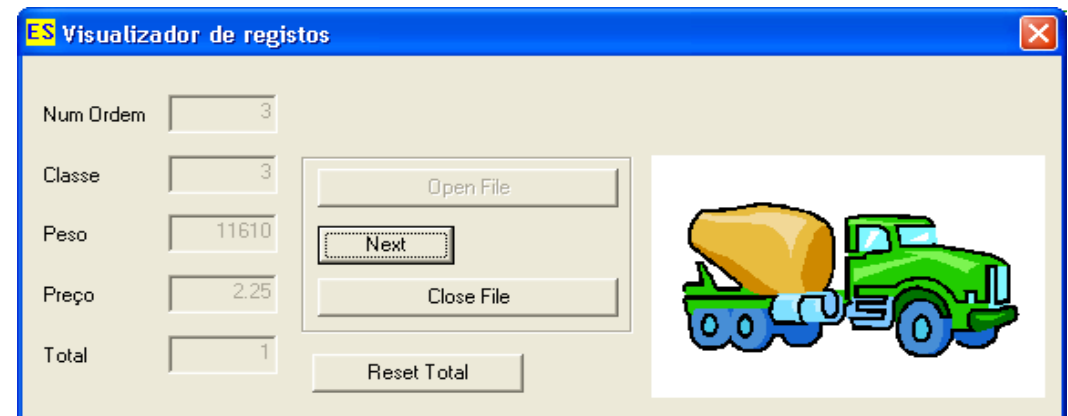 ES Visualizador de registos
Num Ordem 3
Classe 3
Open File
Peso 11610
Next
Preço 2.25
Close File
Total 1
Reset Total